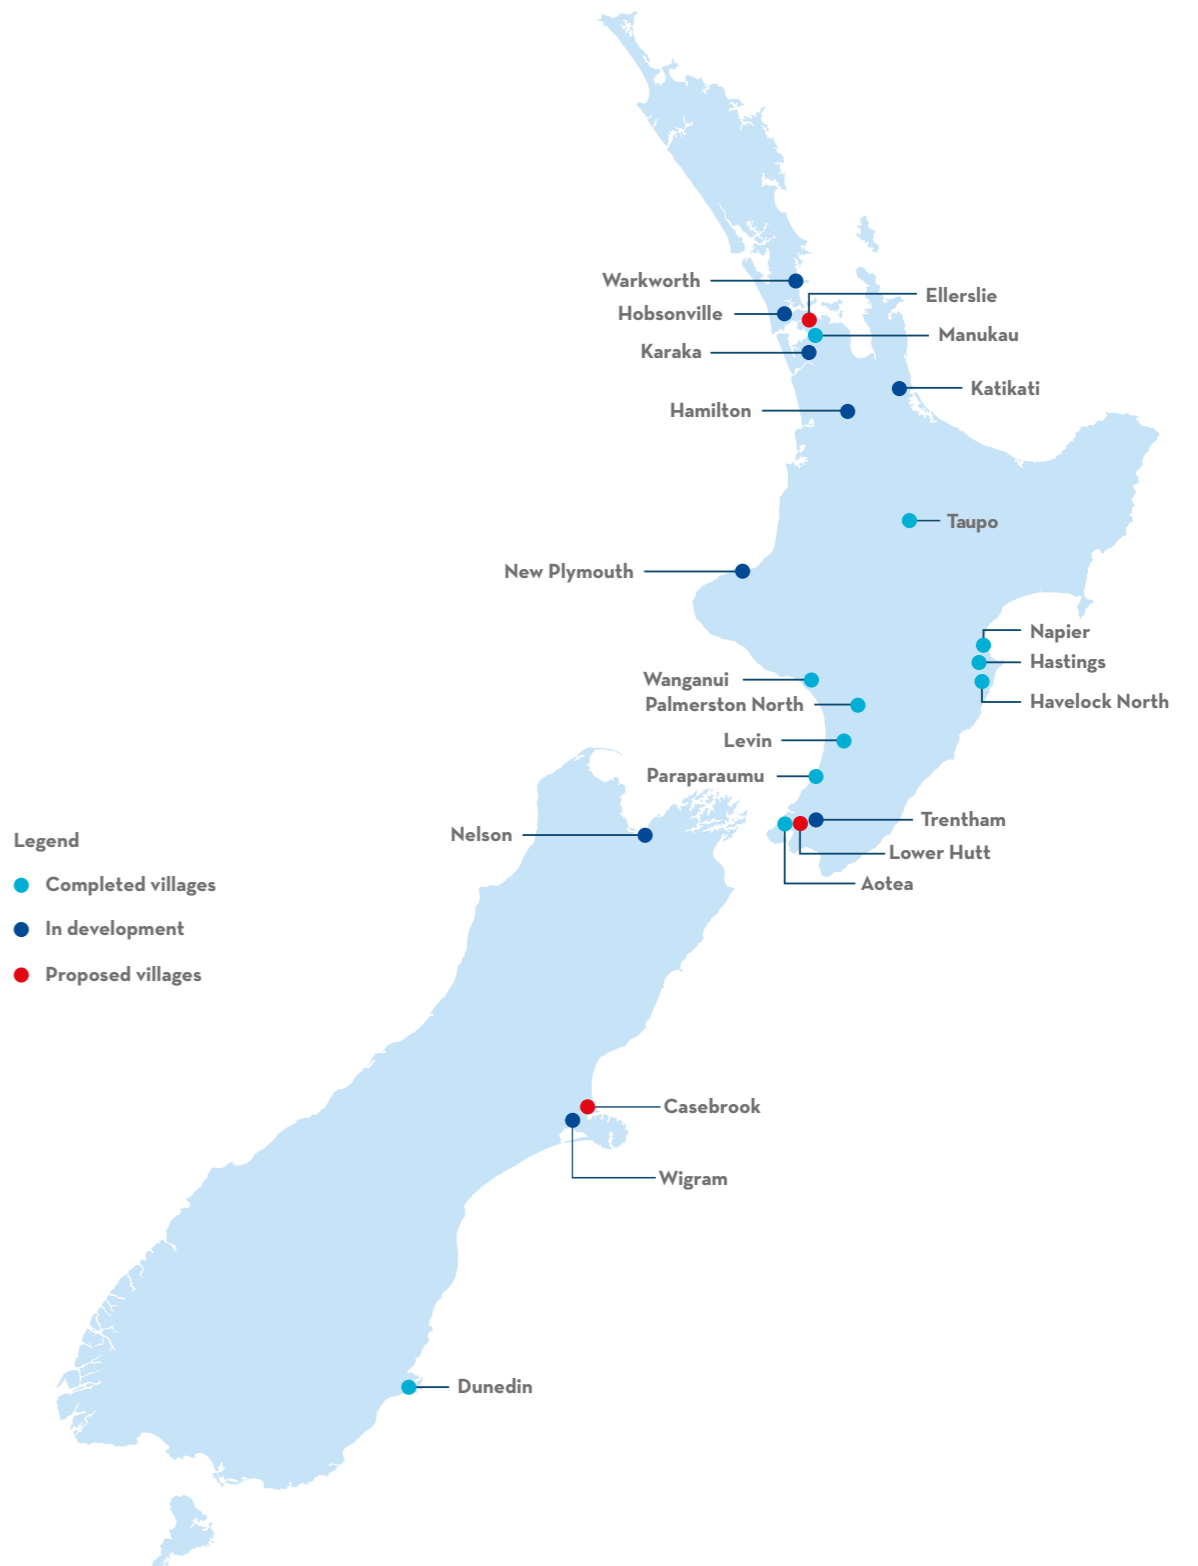 Warkworth
Ellerslie
Hobsonville
Manukau
Karaka
Katikati
Hamilton
Taupo
New Plymouth
Napier
Hastings
Wanganui
Havelock North
Palmerston North
Levin
Paraparaumu
Trentham
Nelson
Lower Hutt
Aotea
Legend
Completed villages
In development
Proposed villages
Casebrook
Wigram
Dunedin